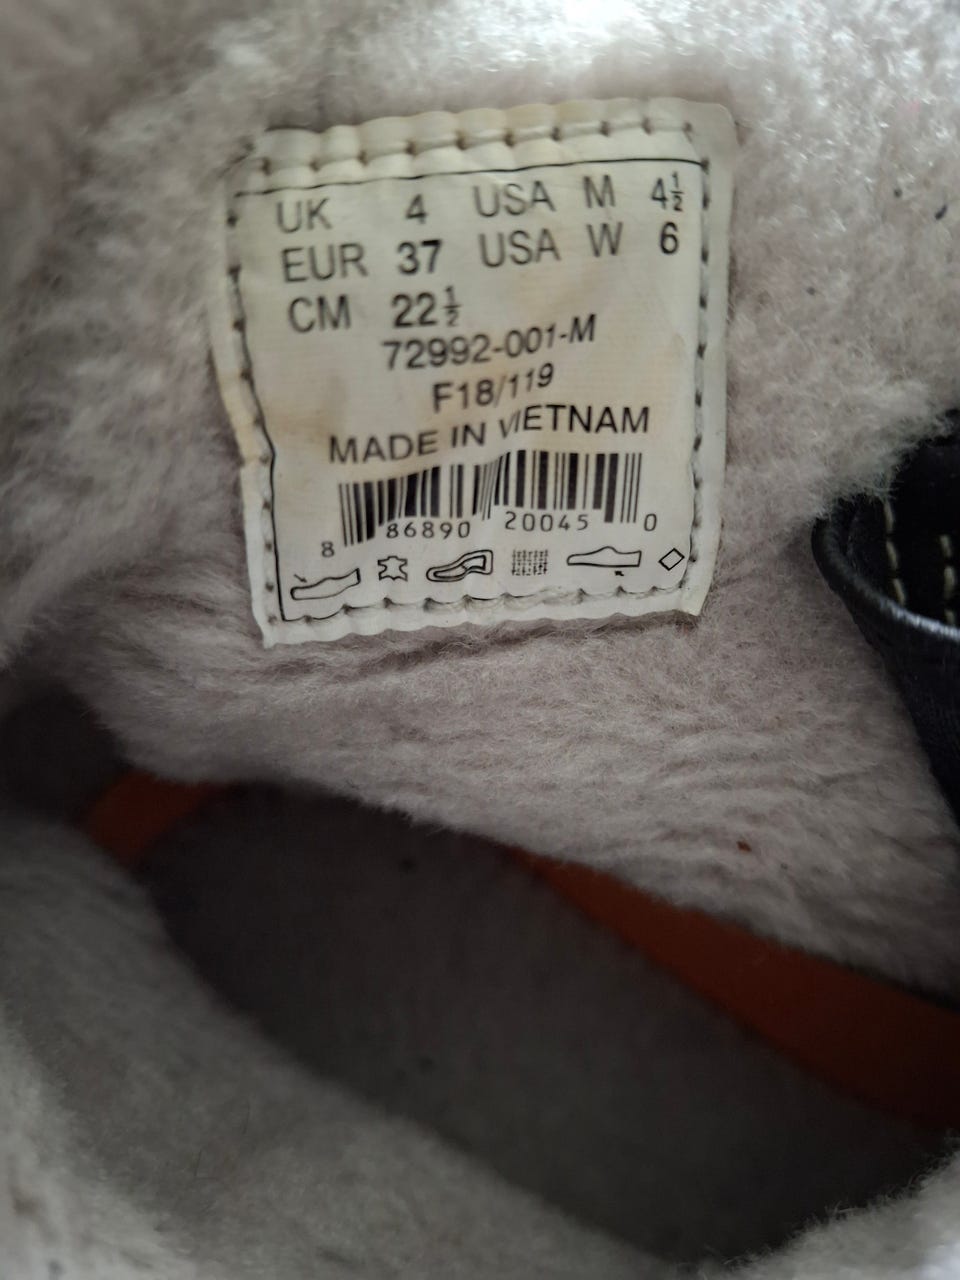 UK 4 USA M 4½
EUR 37 USA W 6
CM 22½
72992-001-M
F18/119
MADE IN VIETNAM
8 86890 20045 0